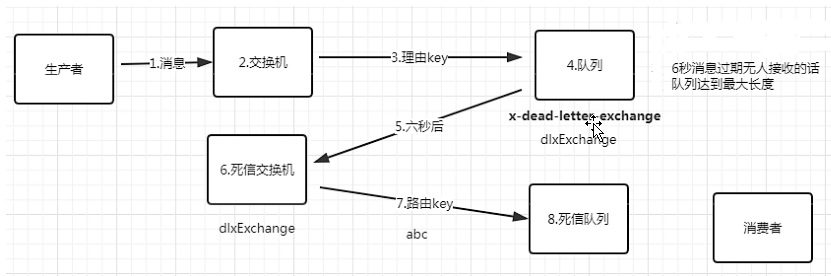 生产者
1.消息
2.交换机
3.理由key
4.队列
6秒消息过期无人接收的话
队列达到最大长度
x-dead-letter-exchange
dlxExchange
5.六秒后
6.死信交换机
dlxExchange
7.路由key
abc
8.死信队列
消费者